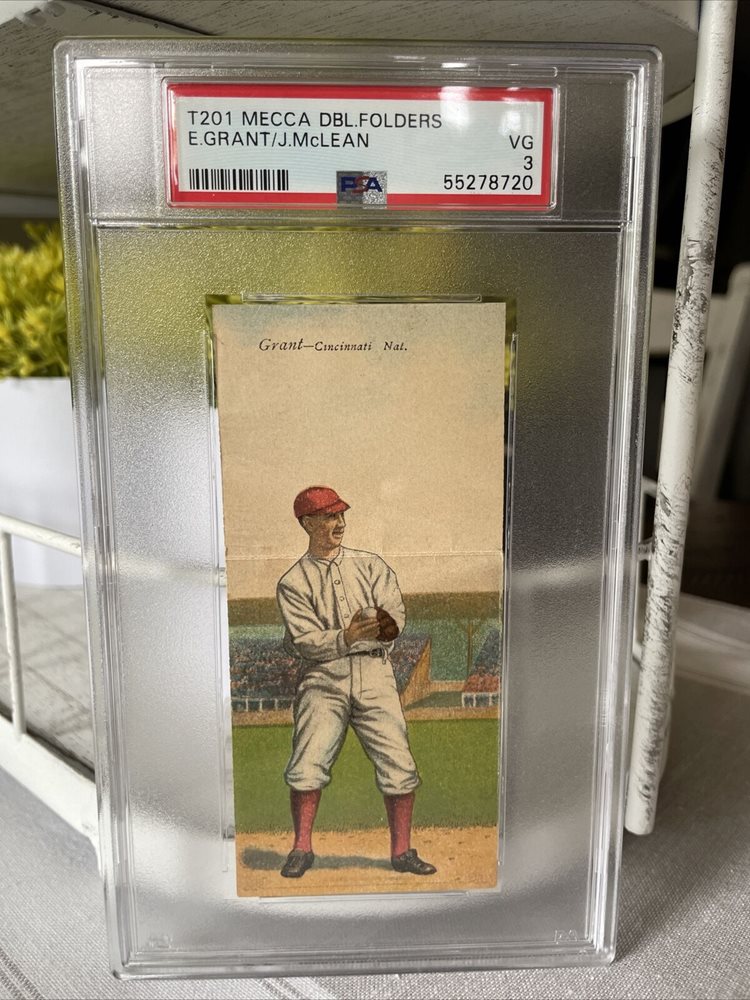 T201 MECCA DBL.FOLDERS
E.GRANT/J.McLEAN VG
3
PSA 55278720
Grant—Cincinnati Nat.